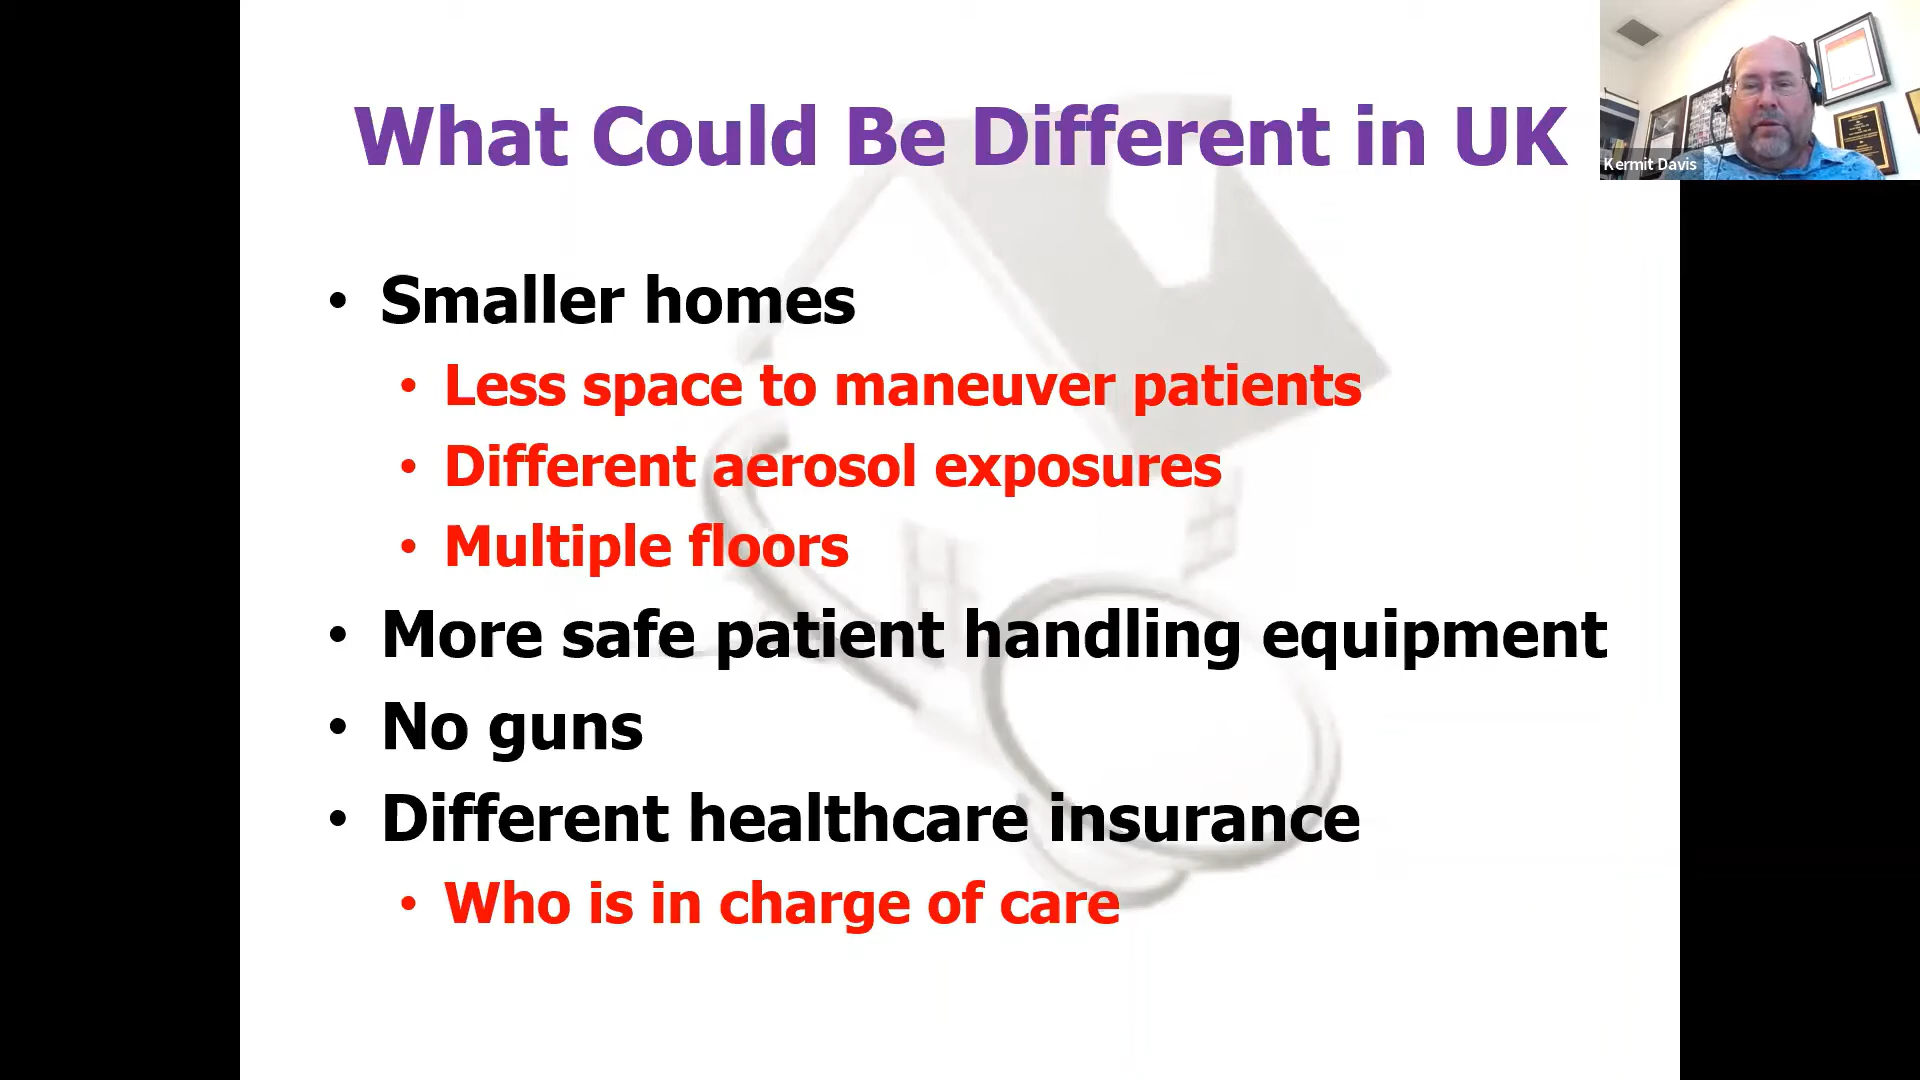 What Could Be Different in UK
Kermit Davis
• Smaller homes
• Less space to maneuver patients
• Different aerosol exposures
• Multiple floors
• More safe patient handling equipment
• No guns
• Different healthcare insurance
• Who is in charge of care